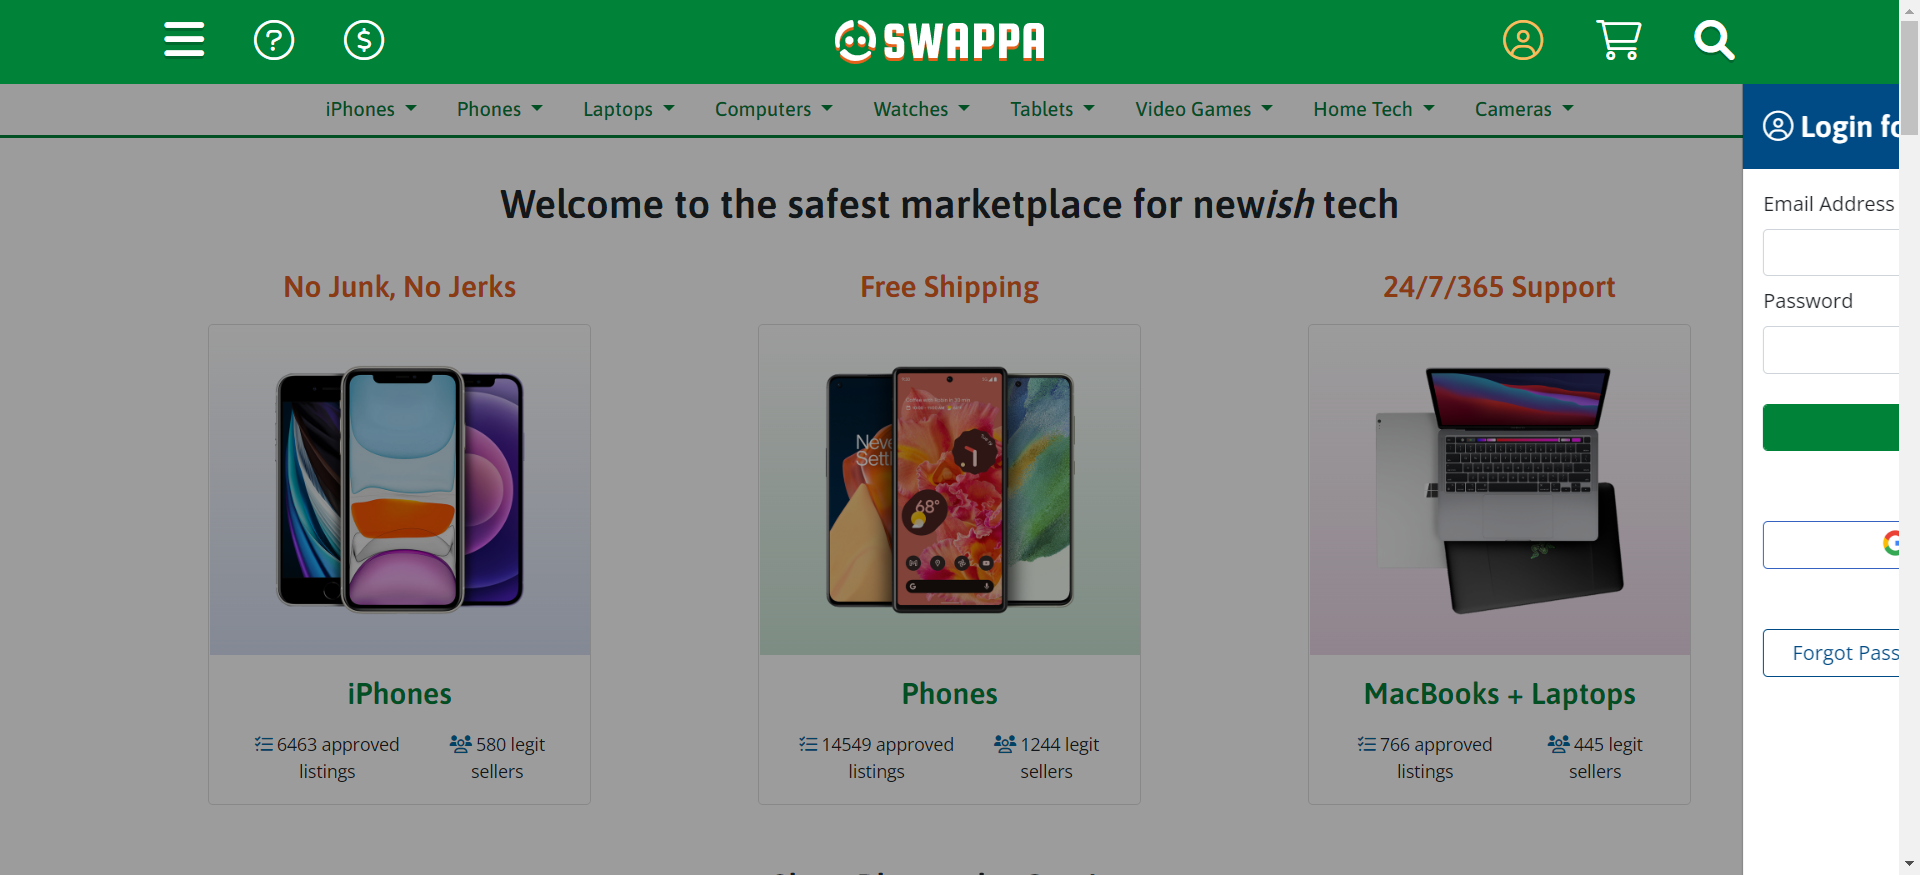 SWAPPA
iPhones
Phones
Laptops
Computers
Watches
Tablets
Video Games
Home Tech
Cameras
Login fo
Welcome to the safest marketplace for newish tech
Email Address
Password
Forgot Pass
No Junk, No Jerks
Free Shipping
24/7/365 Support
Never
Settl
68°
iPhones
6463 approved listings
580 legit sellers
Phones
14549 approved listings
1244 legit sellers
MacBooks + Laptops
766 approved listings
445 legit sellers